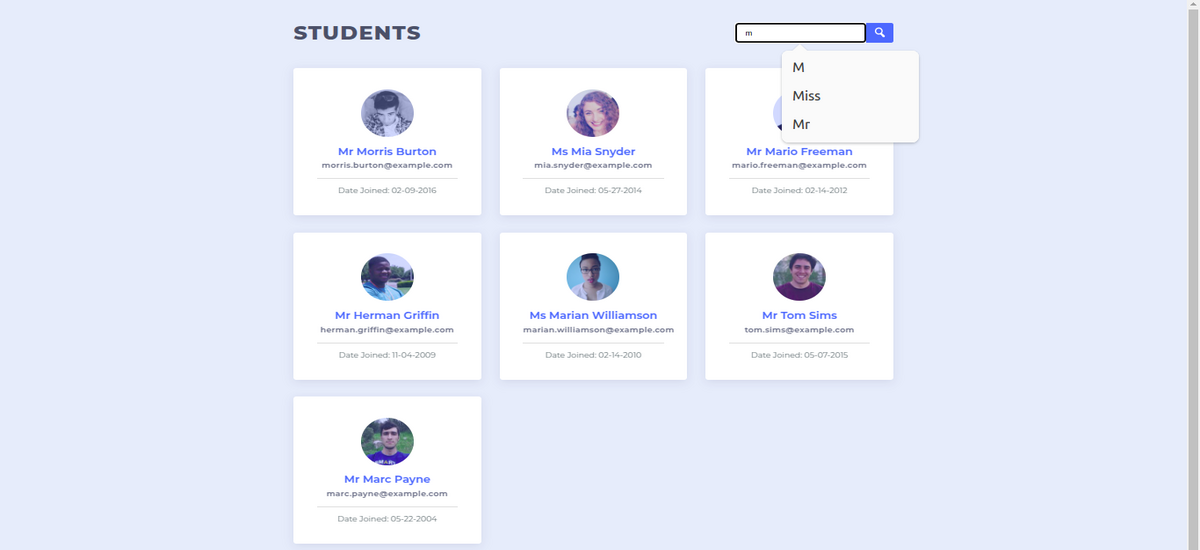 STUDENTS
m
M
Miss
Mr
Mr Morris Burton
morris.burton@example.com
Date Joined: 02-09-2016
Ms Mia Snyder
mia.snyder@example.com
Date Joined: 05-27-2014
Mr Mario Freeman
mario.freeman@example.com
Date Joined: 02-14-2012
Mr Herman Griffin
herman.griffin@example.com
Date Joined: 11-04-2009
Ms Marian Williamson
marian.williamson@example.com
Date Joined: 02-14-2010
Mr Tom Sims
tom.sims@example.com
Date Joined: 05-07-2015
Mr Marc Payne
marc.payne@example.com
Date Joined: 05-22-2004